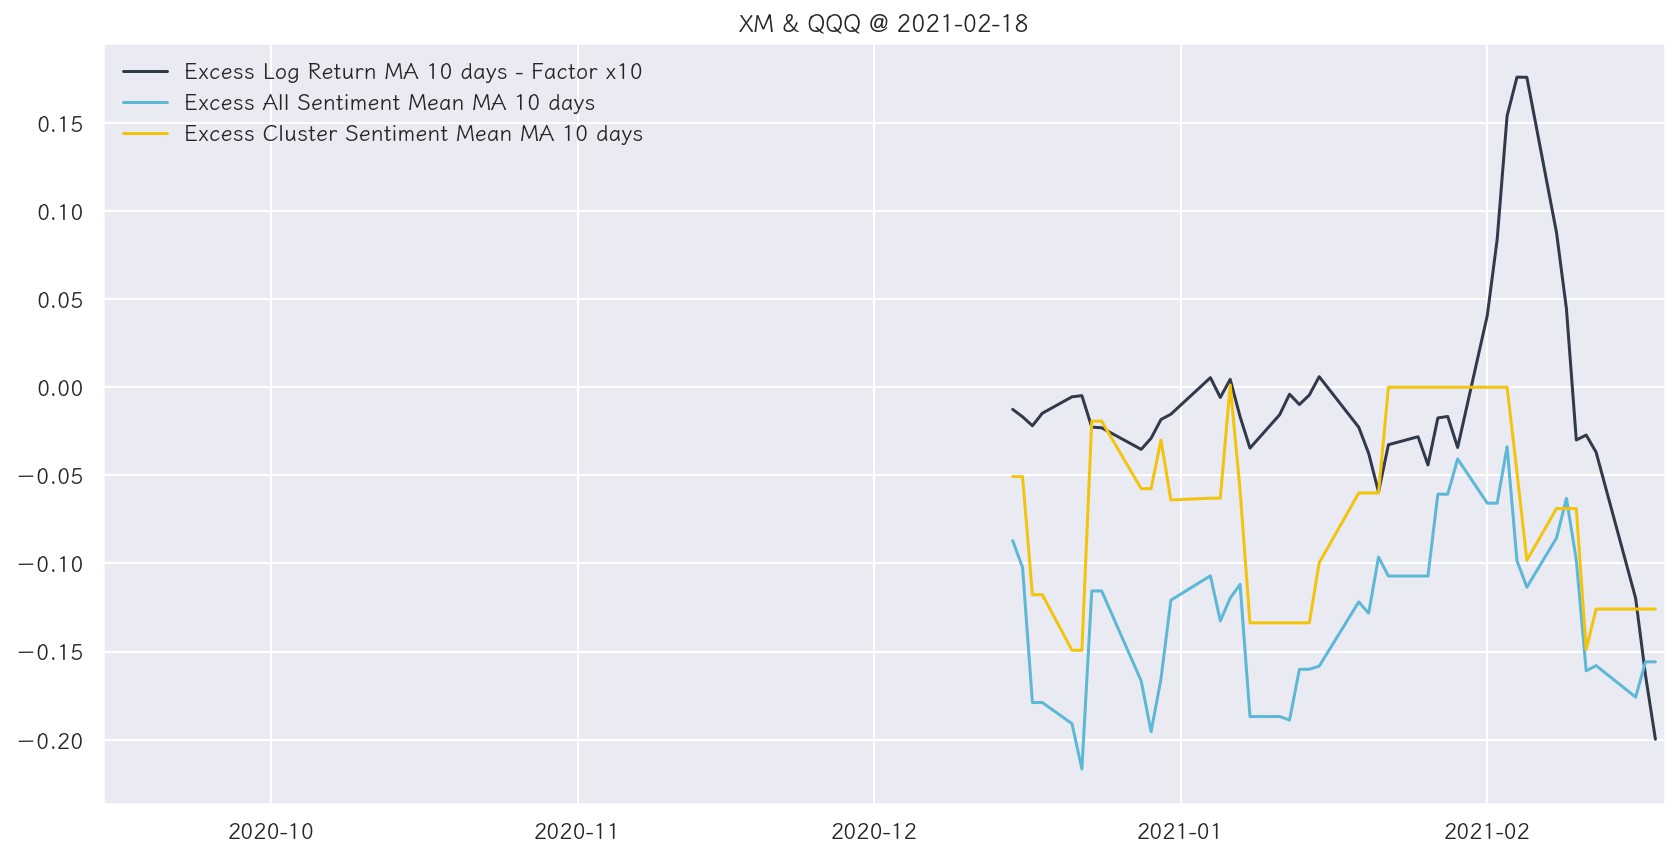 XM & QQQ @ 2021-02-18
Excess Log Return MA 10 days - Factor x10
Excess All Sentiment Mean MA 10 days
Excess Cluster Sentiment Mean MA 10 days
0.15
0.10
0.05
0.00
−0.05
−0.10
−0.15
−0.20
2020-10 2020-11 2020-12 2021-01 2021-02